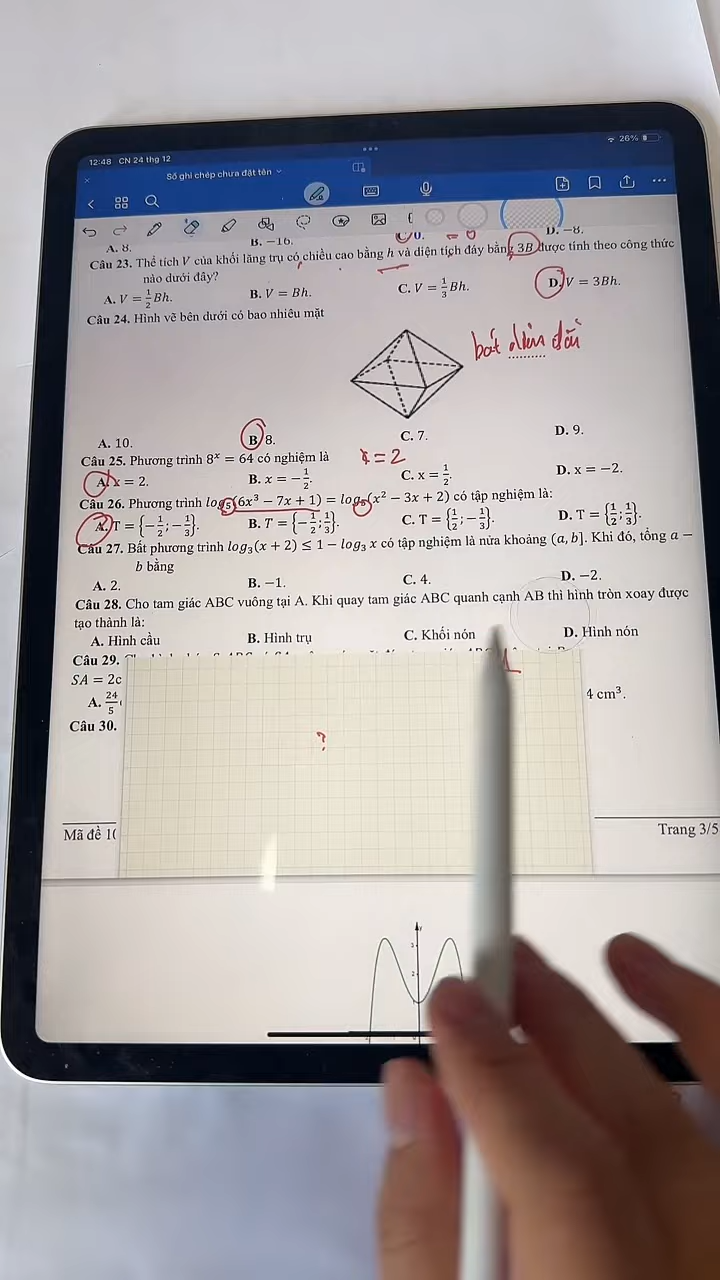 12:48 CN 24 thg 12
26%
Sổ ghi chép chưa đặt tên
A. 8.
B. −16.
0.
D. −8.
Câu 23. Thể tích V của khối lăng trụ có chiều cao bằng h và diện tích đáy bằng 3B được tính theo công thức
nào dưới đây?
A. V = 1/2 Bh.
B. V = Bh.
C. V = 1/3 Bh.
D. V = 3Bh.
Câu 24. Hình vẽ bên dưới có bao nhiêu mặt
bát diện đều
A. 10.
B. 8.
C. 7.
D. 9.
Câu 25. Phương trình 8ˣ = 64 có nghiệm là
x = 2
A. x = 2.
B. x = −1/2.
C. x = 1/2.
D. x = −2.
Câu 26. Phương trình log₅(6x³ − 7x + 1) = log₅(x² − 3x + 2) có tập nghiệm là:
A. T = {−1/2; −1/3}.
B. T = {−1/2; 1/3}.
C. T = {1/2; −1/3}.
D. T = {1/2; 1/3}.
Câu 27. Bất phương trình log₃(x + 2) ≤ 1 − log₃ x có tập nghiệm là nửa khoảng (a, b]. Khi đó, tổng a −
b bằng
A. 2.
B. −1.
C. 4.
D. −2.
Câu 28. Cho tam giác ABC vuông tại A. Khi quay tam giác ABC quanh cạnh AB thì hình tròn xoay được
tạo thành là:
A. Hình cầu
B. Hình trụ
C. Khối nón
D. Hình nón
Câu 29.
SA = 2c
A. 24/5
4 cm³.
Câu 30.
?
Mã đề 1
Trang 3/5
y
3
2